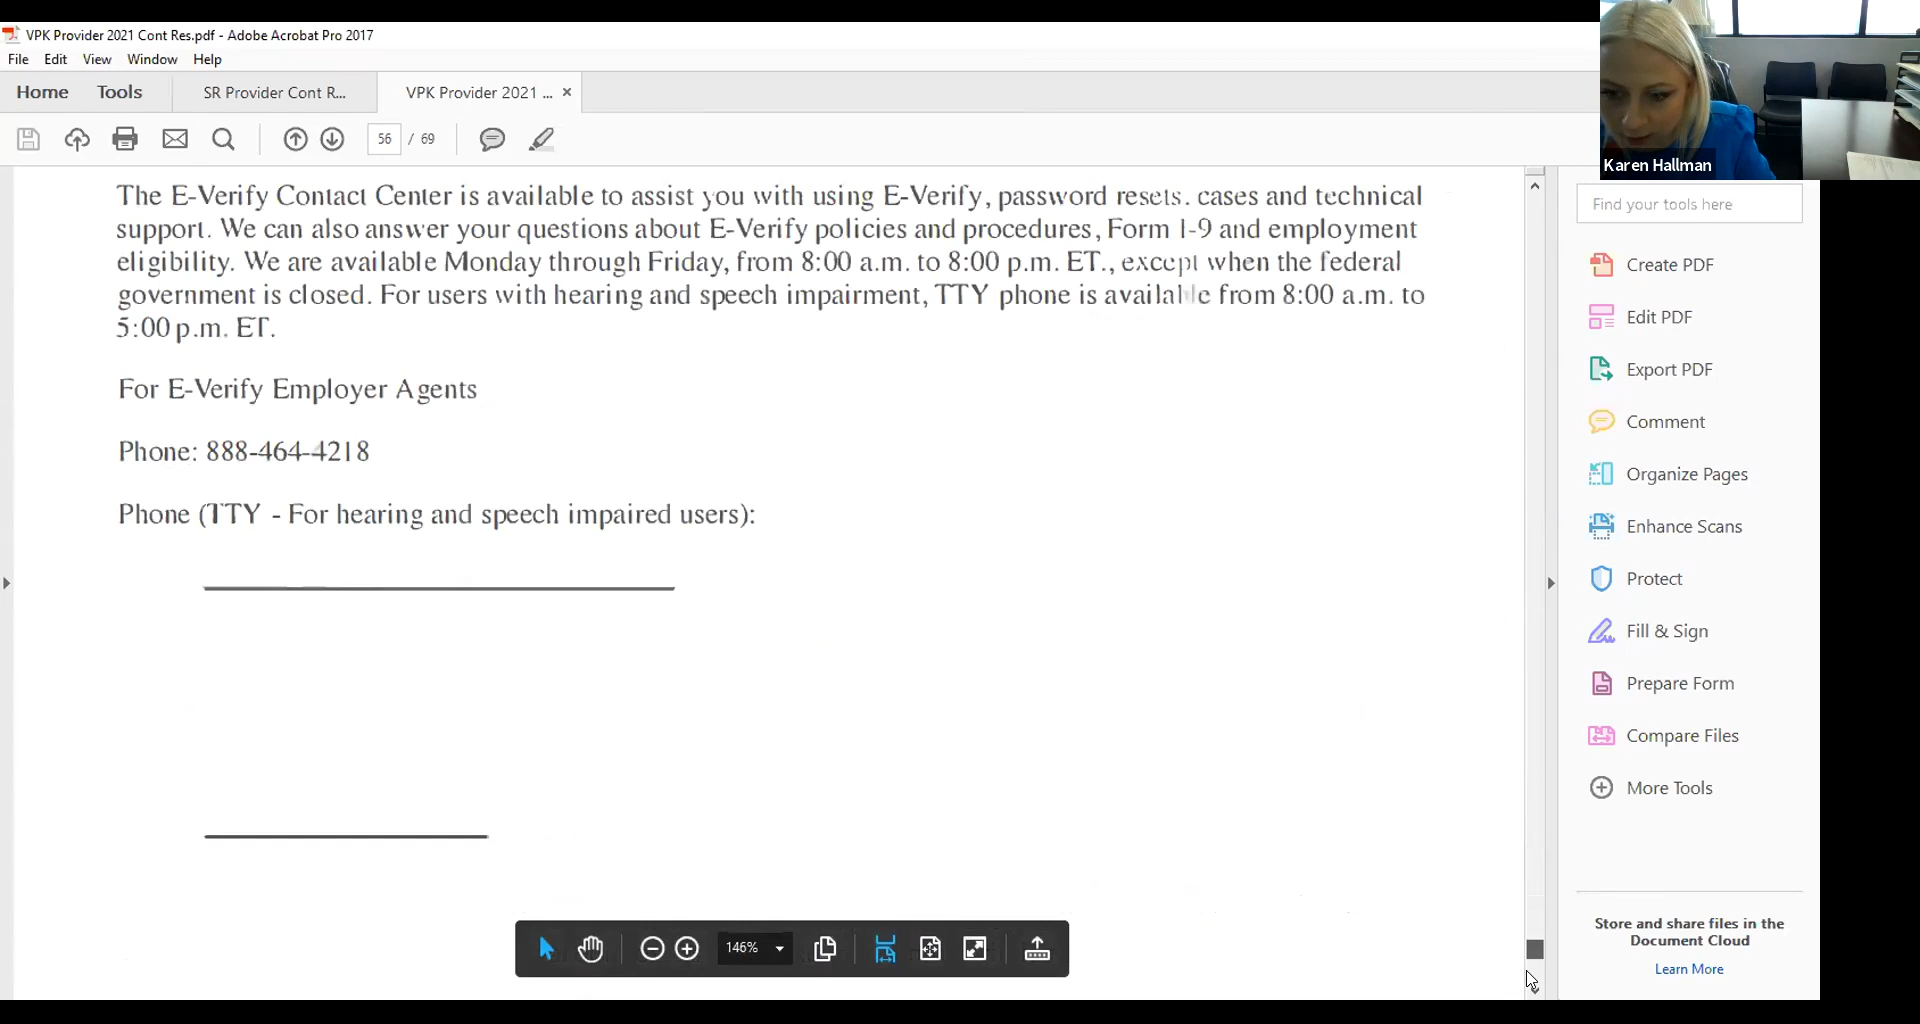 VPK Provider 2021 Cont Res.pdf - Adobe Acrobat Pro 2017
File Edit View Window Help
Home Tools SR Provider Cont R... VPK Provider 2021 ... ×
56 / 69
Karen Hallman
The E-Verify Contact Center is available to assist you with using E-Verify, password resets. cases and technical
support. We can also answer your questions about E-Verify policies and procedures, Form I-9 and employment
eligibility. We are available Monday through Friday, from 8:00 a.m. to 8:00 p.m. ET., except when the federal
government is closed. For users with hearing and speech impairment, TTY phone is available from 8:00 a.m. to
5:00 p.m. ET.
For E-Verify Employer Agents
Phone: 888-464-4218
Phone (TTY - For hearing and speech impaired users):
146%
Find your tools here
Create PDF
Edit PDF
Export PDF
Comment
Organize Pages
Enhance Scans
Protect
Fill & Sign
Prepare Form
Compare Files
More Tools
Store and share files in the
Document Cloud
Learn More